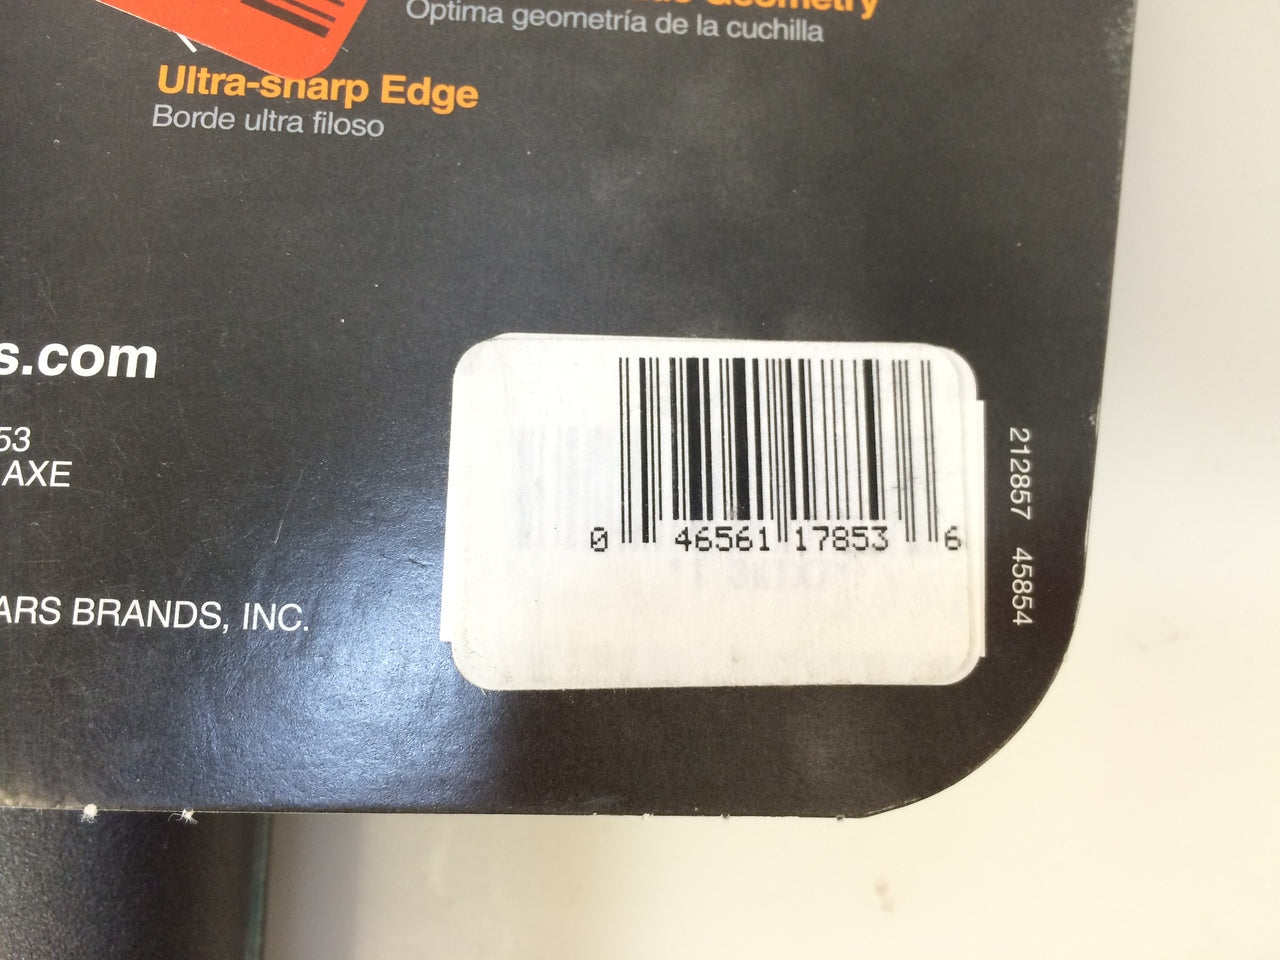 Geometry
Optima geometría de la cuchilla
Ultra-sharp Edge
Borde ultra filoso
s.com
53
AXE
ARS BRANDS, INC.
0 46561 17853 6
212857 45854